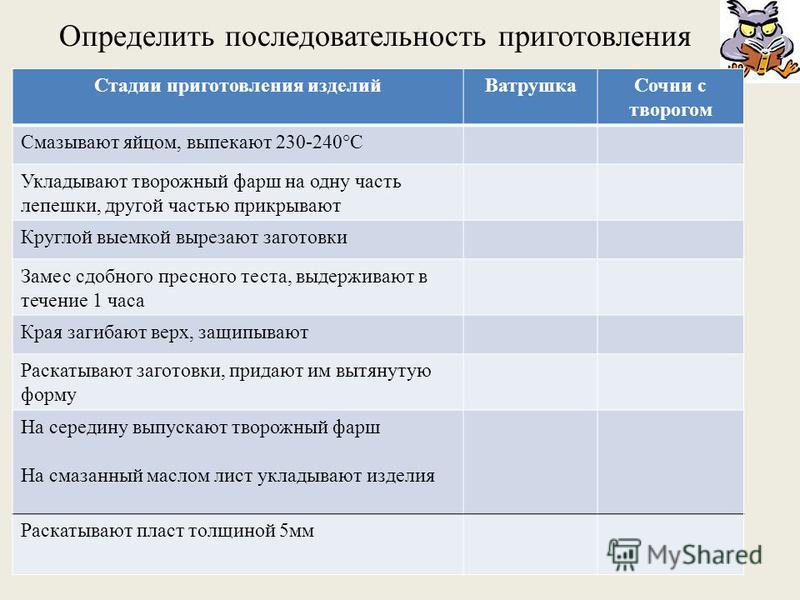 Определить последовательность приготовления
Стадии приготовления изделий Ватрушка Сочни с
творогом
Смазывают яйцом, выпекают 230-240°С
Укладывают творожный фарш на одну часть
лепешки, другой частью прикрывают
Круглой выемкой вырезают заготовки
Замес сдобного пресного теста, выдерживают в
течение 1 часа
Края загибают верх, защипывают
Раскатывают заготовки, придают им вытянутую
форму
На середину выпускают творожный фарш
На смазанный маслом лист укладывают изделия
Раскатывают пласт толщиной 5мм
MyShared